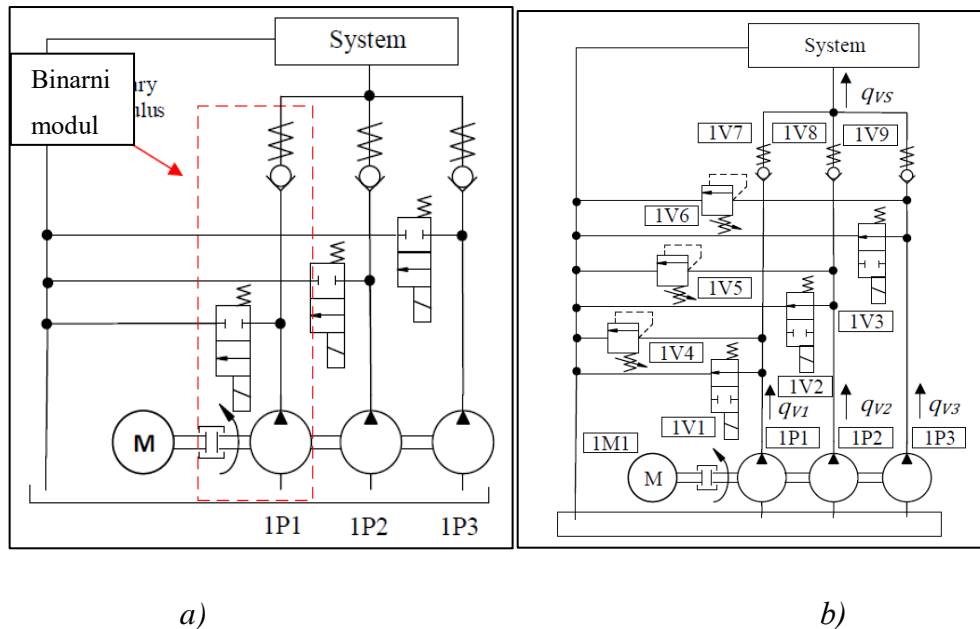 System
Binarni
modul
ary
ulus
M
1P1
1P2
1P3
a)
System
qVS
1V7
1V8
1V9
1V6
1V5
1V3
1V4
1V2
qV1
qV2
qV3
1V1
1P1
1P2
1P3
1M1
M
b)